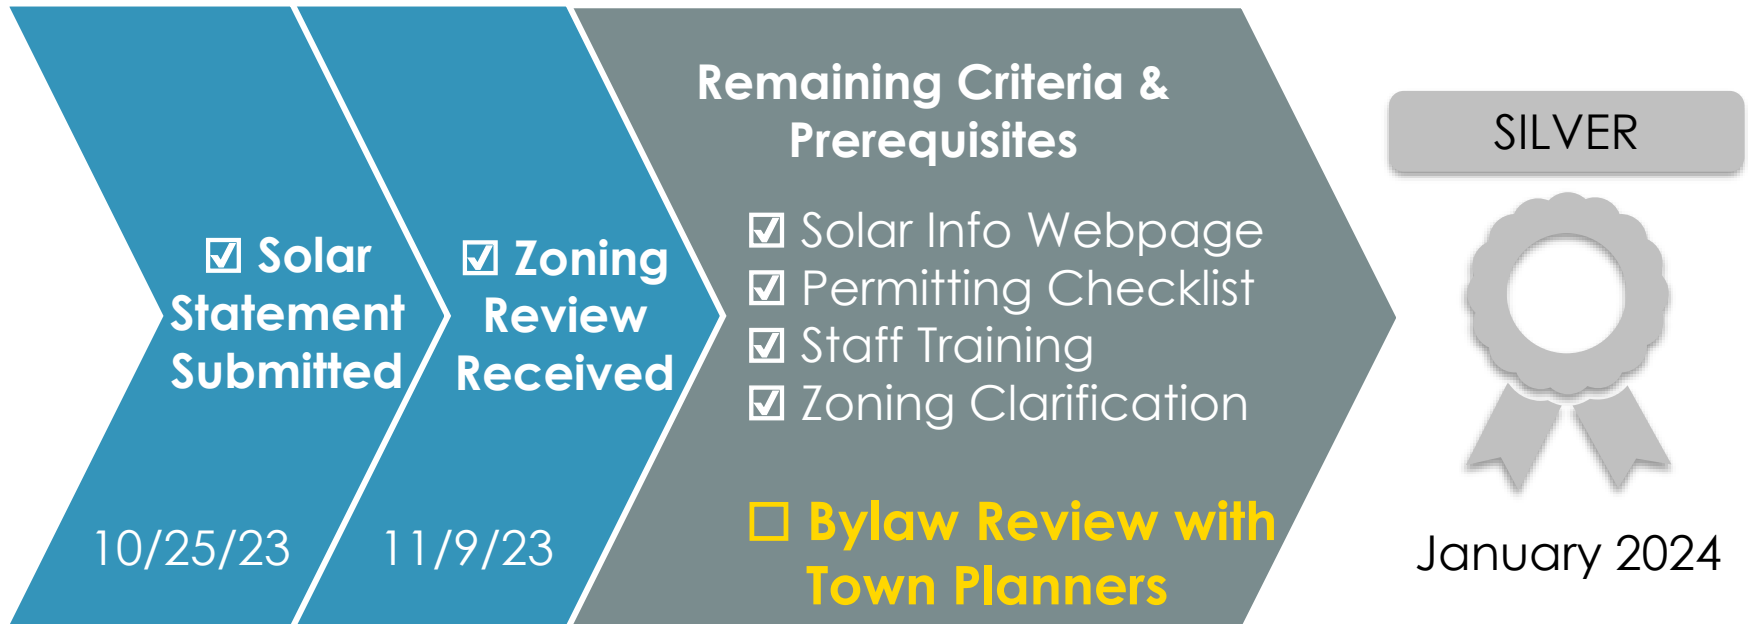 ☑ Solar
Statement
Submitted
10/25/23
☑ Zoning
Review
Received
11/9/23
Remaining Criteria &
Prerequisites
☑ Solar Info Webpage
☑ Permitting Checklist
☑ Staff Training
☑ Zoning Clarification
☐ Bylaw Review with
Town Planners
SILVER
January 2024